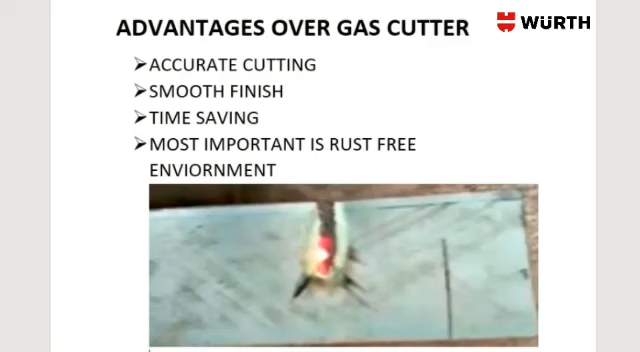 ADVANTAGES OVER GAS CUTTER
WÜRTH
➢ACCURATE CUTTING
➢SMOOTH FINISH
➢TIME SAVING
➢MOST IMPORTANT IS RUST FREE
ENVIORNMENT